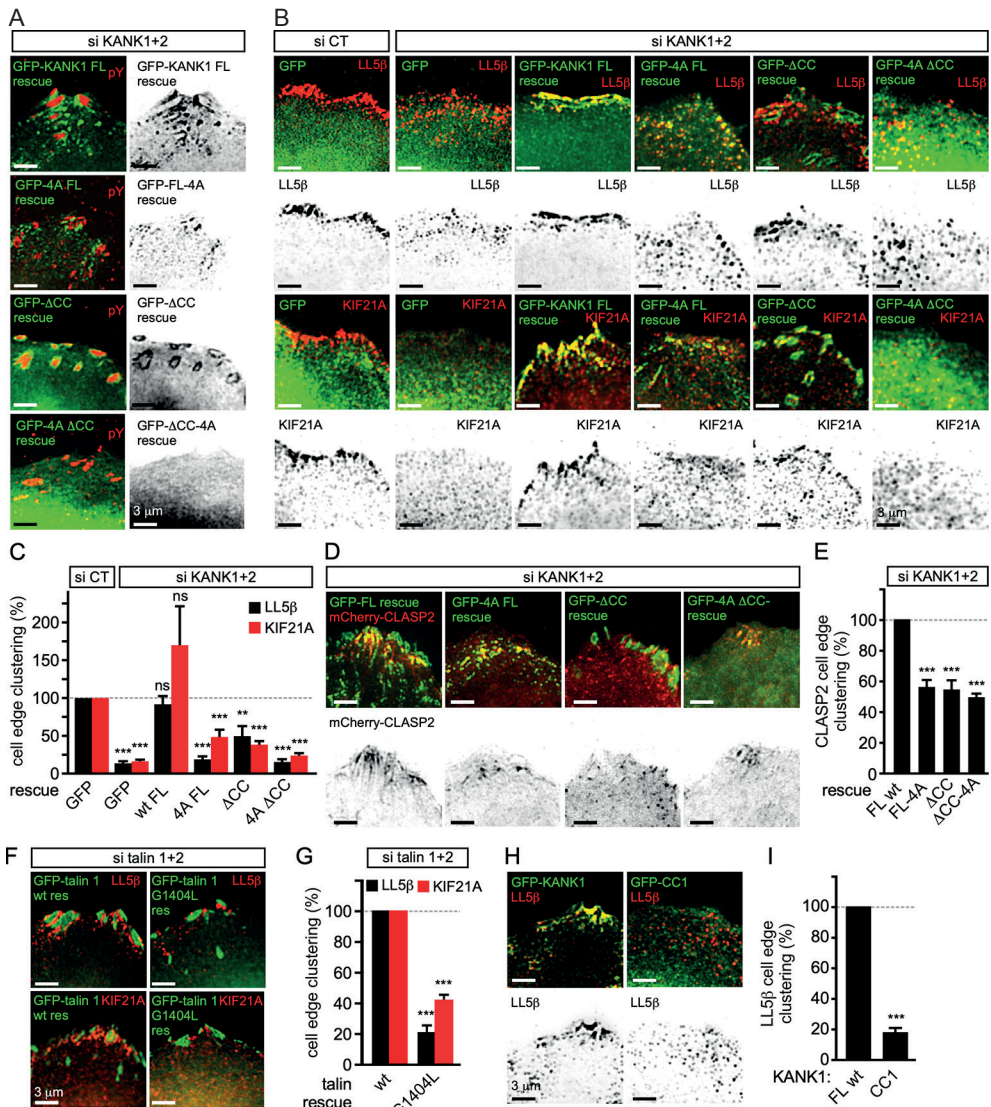 A
si KANK1+2
GFP-KANK1 FL
rescue
pY
GFP-KANK1 FL
rescue
GFP-4A FL
rescue
pY
GFP-FL-4A
rescue
GFP-ΔCC
rescue
pY
GFP-ΔCC
rescue
GFP-4A ΔCC
rescue
pY
GFP-ΔCC-4A
rescue
3 μm
B
si CT
si KANK1+2
GFP
LL5β
GFP
LL5β
GFP-KANK1 FL
rescue
LL5β
GFP-4A FL
rescue
LL5β
GFP-ΔCC
rescue
LL5β
GFP-4A ΔCC
rescue
LL5β
LL5β
LL5β
LL5β
LL5β
LL5β
LL5β
GFP
KIF21A
GFP
KIF21A
GFP-KANK1 FL
rescue
KIF21A
GFP-4A FL
rescue
KIF21A
GFP-ΔCC
rescue
KIF21A
GFP-4A ΔCC
rescue
KIF21A
KIF21A
KIF21A
KIF21A
KIF21A
KIF21A
KIF21A
3 μm
C
si CT
si KANK1+2
cell edge clustering (%)
200
150
100
50
0
LL5β
KIF21A
*** ***
ns
ns
*** ***
** ***
*** ***
rescue
GFP
GFP
wt FL
4A FL
ΔCC
4A ΔCC
D
si KANK1+2
GFP-FL rescue
mCherry-CLASP2
GFP-4A FL
rescue
GFP-ΔCC
rescue
GFP-4A ΔCC-
rescue
mCherry-CLASP2
E
si KANK1+2
CLASP2 cell edge
clustering (%)
100
80
60
40
20
0
***
***
***
rescue
FL wt
FL-4A
ΔCC
ΔCC-4A
F
si talin 1+2
GFP-talin 1
wt res
LL5β
GFP-talin 1
G1404L
res
LL5β
GFP-talin 1
wt res
KIF21A
GFP-talin 1
G1404L
res
KIF21A
3 μm
G
si talin 1+2
LL5β
KIF21A
cell edge clustering (%)
100
80
60
40
20
0
***
***
talin
rescue
wt
1404L
H
GFP-KANK1
LL5β
GFP-CC1
LL5β
LL5β
LL5β
3 μm
I
LL5β cell edge
clustering (%)
100
80
60
40
20
0
***
KANK1:
FL wt
CC1